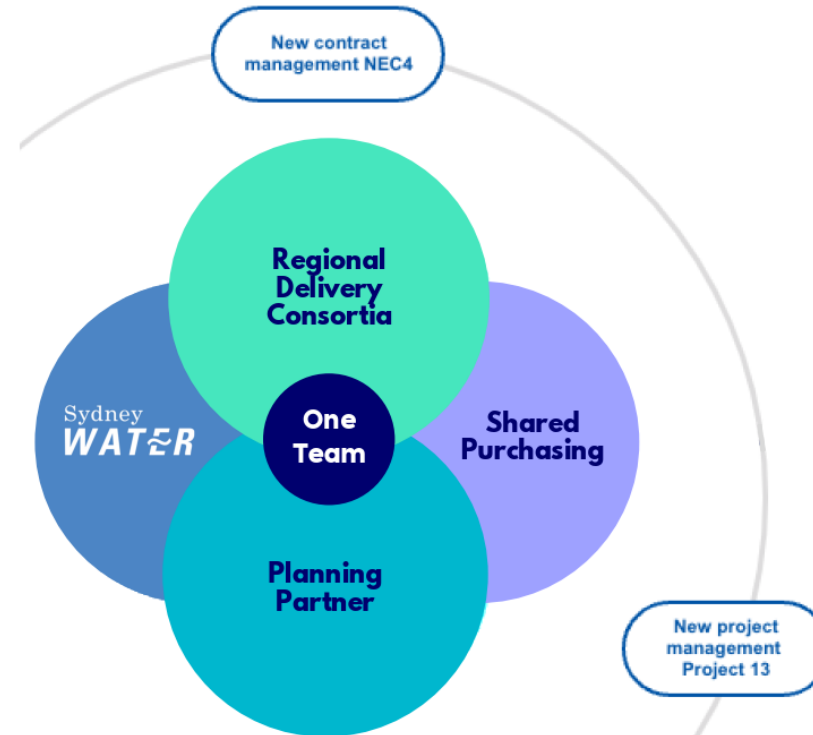 New contract
management NEC4
Regional
Delivery
Consortia
Sydney
WATER
One
Team
Shared
Purchasing
Planning
Partner
New project
management
Project 13